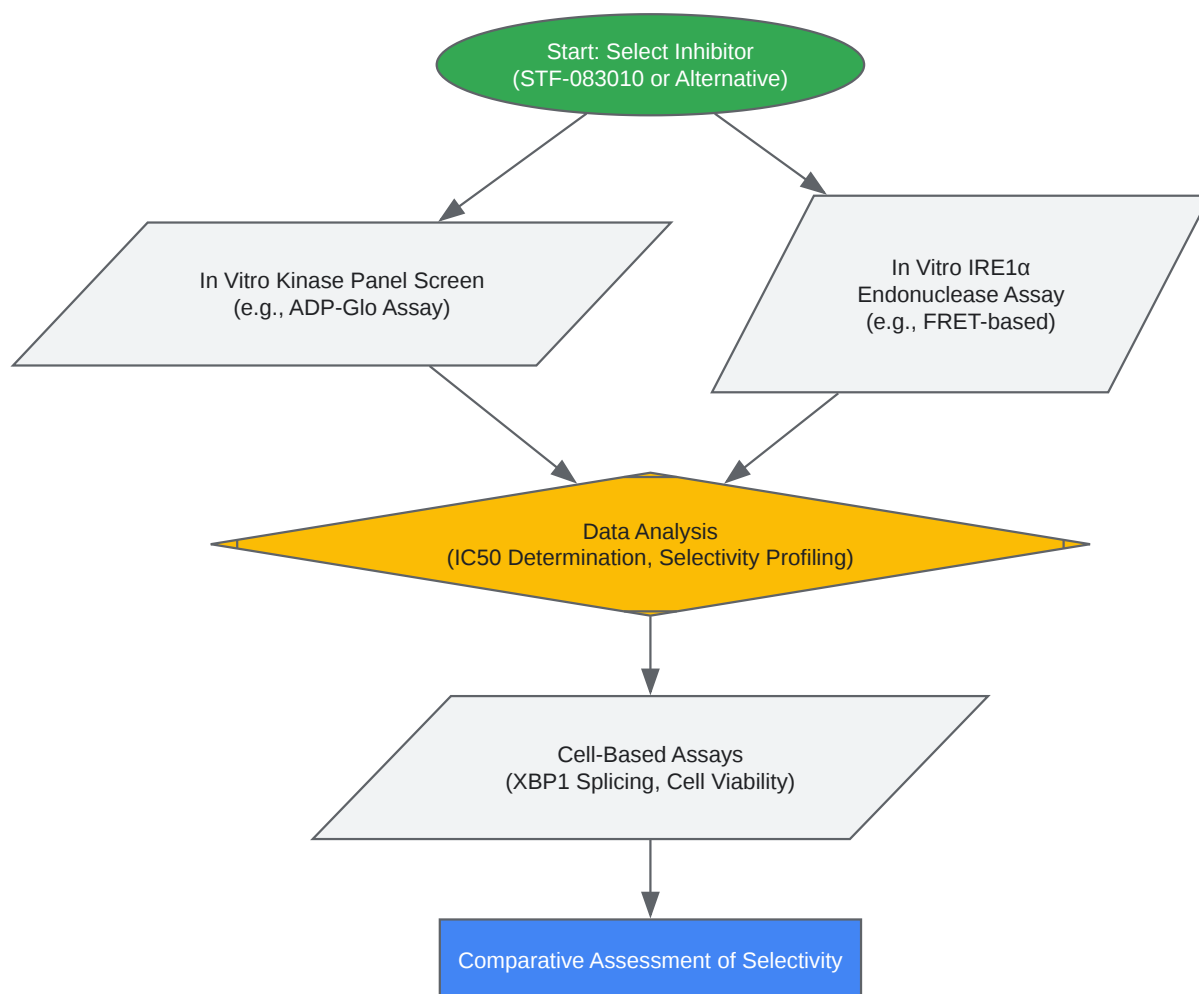 Start: Select Inhibitor
(STF-083010 or Alternative)
In Vitro Kinase Panel Screen
(e.g., ADP-Glo Assay)
In Vitro IRE1α
Endonuclease Assay
(e.g., FRET-based)
Data Analysis
(IC50 Determination, Selectivity Profiling)
Cell-Based Assays
(XBP1 Splicing, Cell Viability)
Comparative Assessment of Selectivity